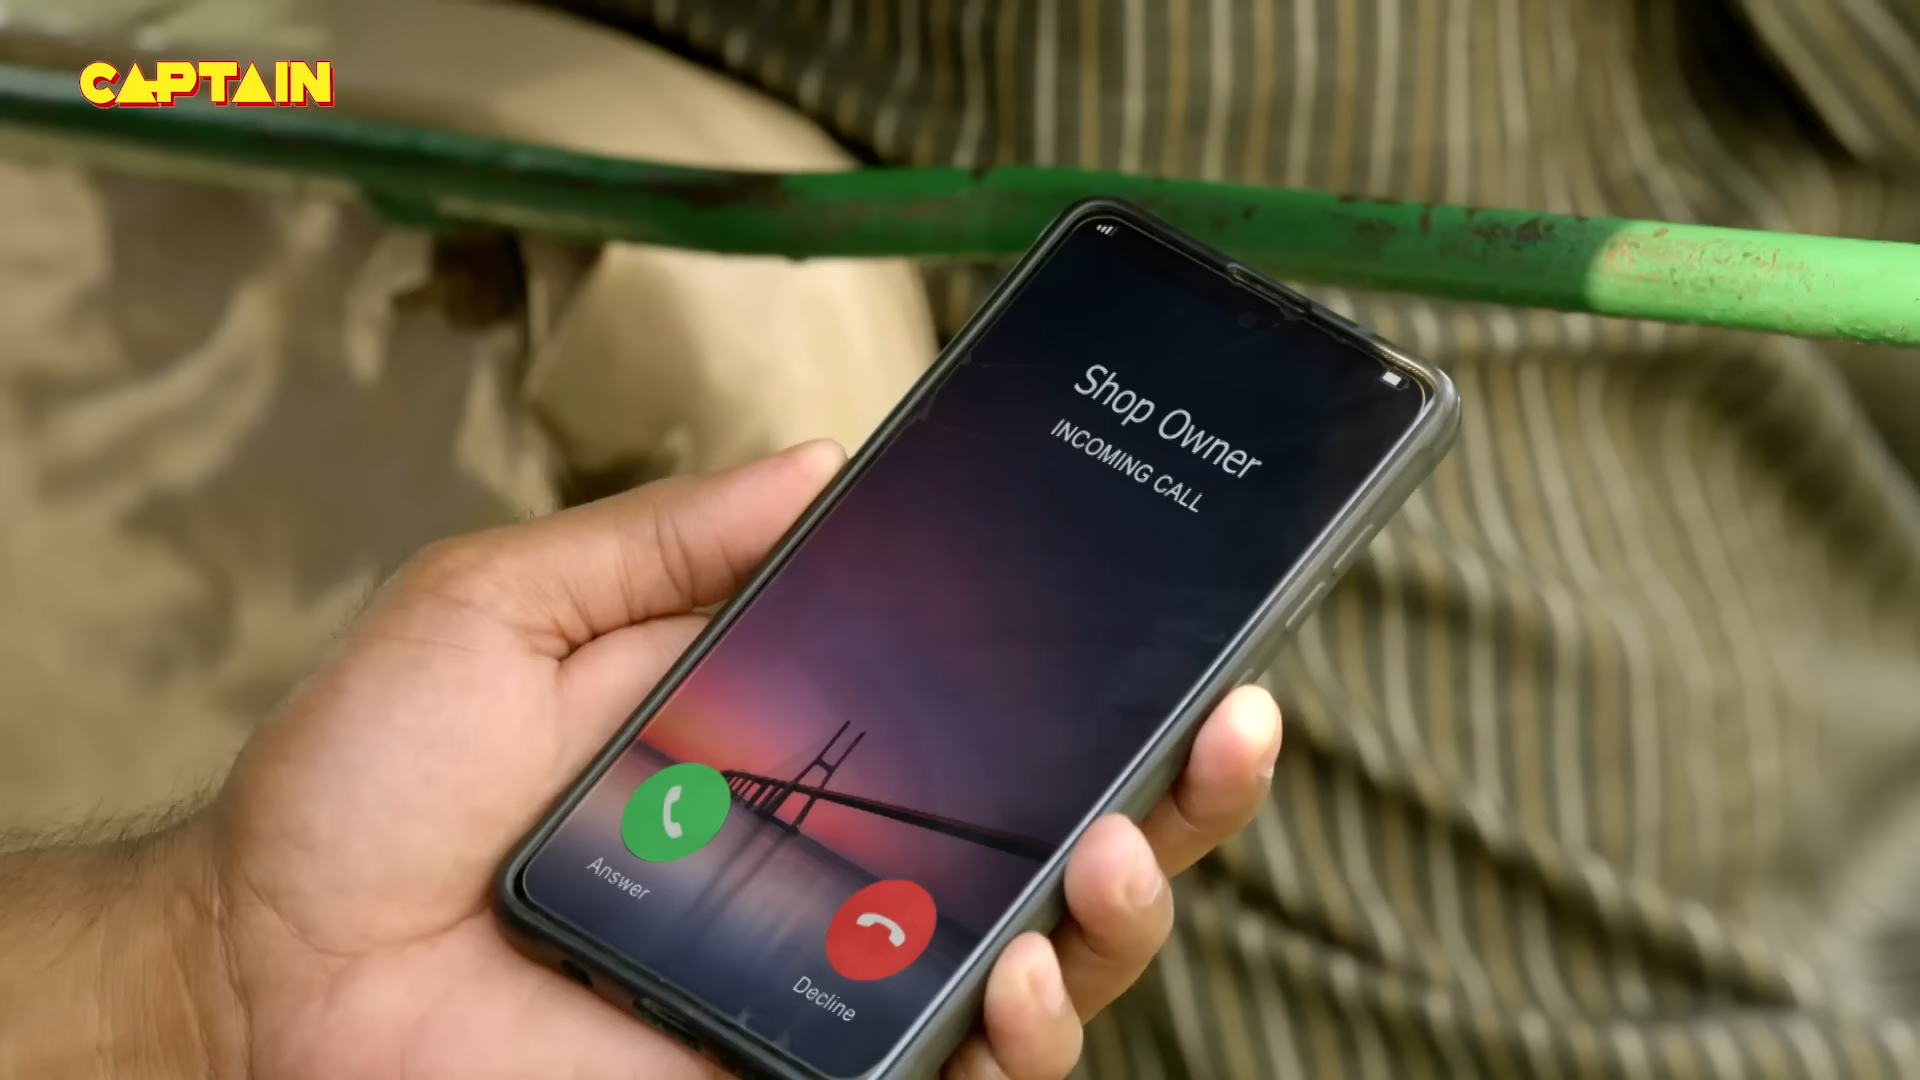 CAPTAIN
Shop Owner
INCOMING CALL
Answer
Decline